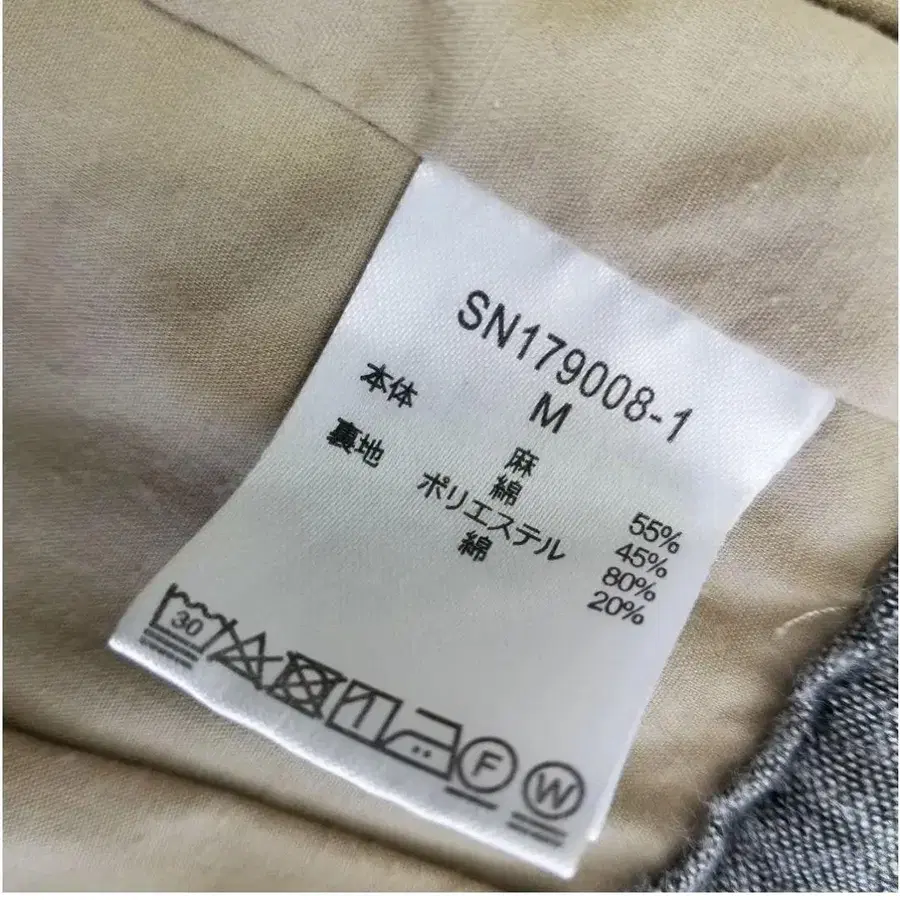 SN179008-1
M
本体 麻 55%
綿 45%
裏地 ポリエステル 80%
綿 20%
30
F
W